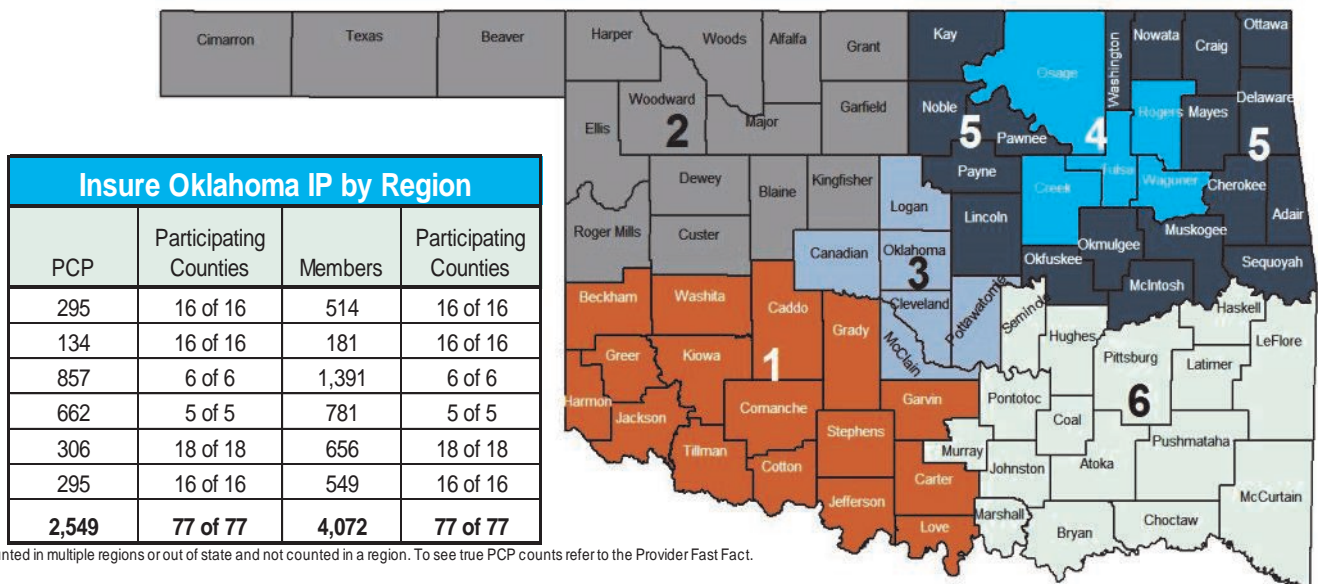 Insure Oklahoma IP by Region
PCP Participating Counties Members Participating Counties
295 16 of 16 514 16 of 16
134 16 of 16 181 16 of 16
857 6 of 6 1,391 6 of 6
662 5 of 5 781 5 of 5
306 18 of 18 656 18 of 18
295 16 of 16 549 16 of 16
2,549 77 of 77 4,072 77 of 77
nted in multiple regions or out of state and not counted in a region. To see true PCP counts refer to the Provider Fast Fact.
Cimarron
Texas
Beaver
Harper
Woods
Alfalfa
Grant
Kay
Osage
Washington
Nowata
Craig
Ottawa
Ellis
Woodward
2
Major
Garfield
Noble
5
Pawnee
4
Rogers
Mayes
Delaware
5
Dewey
Blaine
Kingfisher
Logan
Payne
Creek
Tulsa
Wagoner
Cherokee
Adair
Roger Mills
Custer
Canadian
Oklahoma
3
Lincoln
Okmulgee
Muskogee
Okfuskee
Sequoyah
McIntosh
Beckham
Washita
Caddo
Grady
Cleveland
McClain
Pottawatomie
Seminole
Hughes
Haskell
Pittsburg
Latimer
LeFlore
Greer
Kiowa
1
6
Harmon
Jackson
Comanche
Garvin
Pontotoc
Coal
Stephens
Tillman
Cotton
Murray
Johnston
Atoka
Pushmataha
Carter
Jefferson
Love
Marshall
Bryan
Choctaw
McCurtain